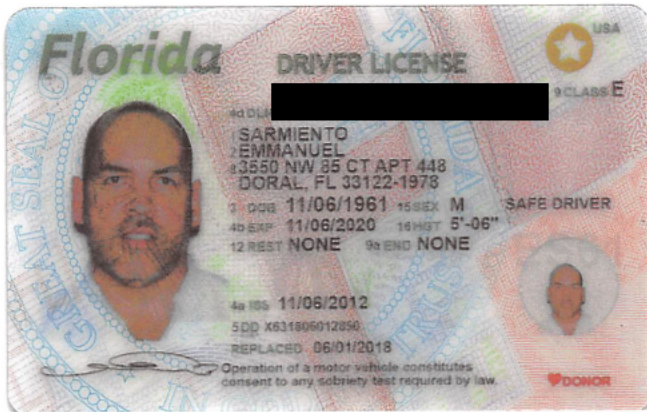 Florida DRIVER LICENSE USA
4d DLN 9 CLASS E
1 SARMIENTO
2 EMMANUEL
8 3550 NW 85 CT APT 448
DORAL, FL 33122-1978
3 DOB 11/06/1961 15 SEX M SAFE DRIVER
4b EXP 11/06/2020 16 HGT 5'-06"
12 REST NONE 9a END NONE
4a ISS 11/06/2012
5 DD X631806012850
REPLACED 06/01/2018
Operation of a motor vehicle constitutes
consent to any sobriety test required by law.
DONOR